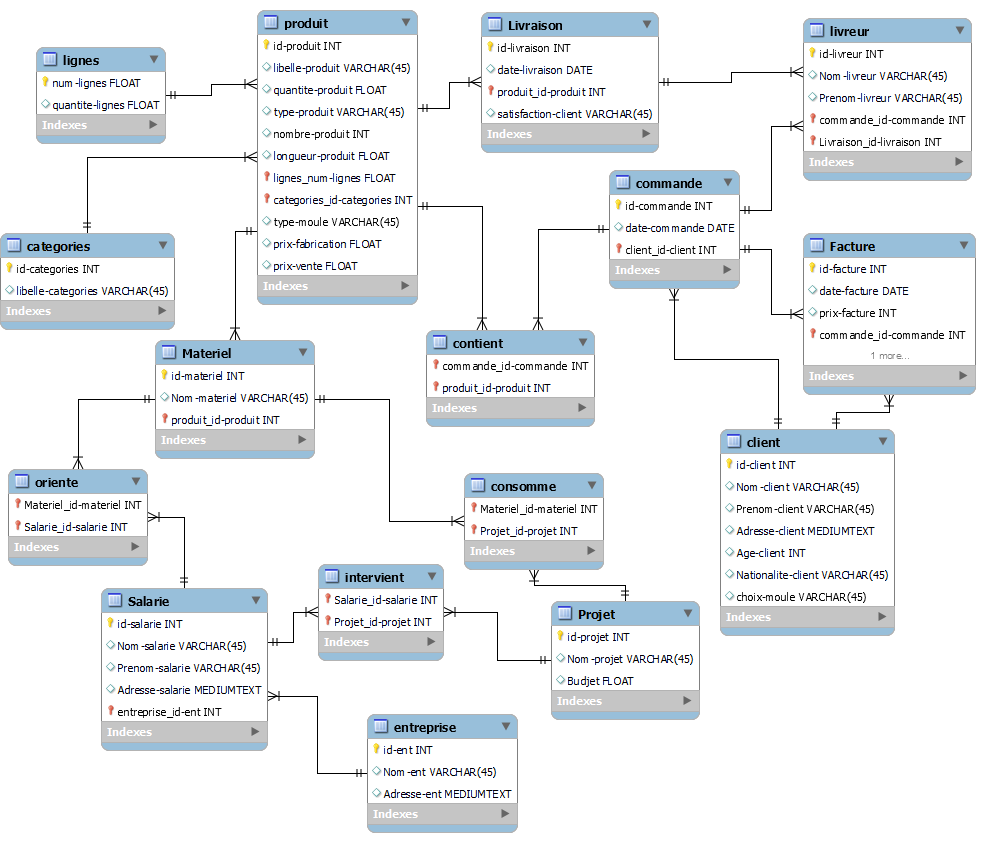 lignes
num-lignes FLOAT
quantite-lignes FLOAT
Indexes
produit
id-produit INT
libelle-produit VARCHAR(45)
quantite-produit FLOAT
type-produit VARCHAR(45)
nombre-produit INT
longueur-produit FLOAT
lignes_num-lignes FLOAT
categories_id-categories INT
type-moule VARCHAR(45)
prix-fabrication FLOAT
prix-vente FLOAT
Indexes
Livraison
id-livraison INT
date-livraison DATE
produit_id-produit INT
satisfaction-client VARCHAR(45)
Indexes
livreur
id-livreur INT
Nom-livreur VARCHAR(45)
Prenom-livreur VARCHAR(45)
commande_id-commande INT
Livraison_id-livraison INT
Indexes
categories
id-categories INT
libelle-categories VARCHAR(45)
Indexes
commande
id-commande INT
date-commande DATE
client_id-client INT
Indexes
Facture
id-facture INT
date-facture DATE
prix-facture INT
commande_id-commande INT
1 more...
Indexes
Materiel
id-materiel INT
Nom-materiel VARCHAR(45)
produit_id-produit INT
Indexes
contient
commande_id-commande INT
produit_id-produit INT
Indexes
client
id-client INT
Nom-client VARCHAR(45)
Prenom-client VARCHAR(45)
Adresse-client MEDIUMTEXT
Age-client INT
Nationalite-client VARCHAR(45)
choix-moule VARCHAR(45)
Indexes
oriente
Materiel_id-materiel INT
Salarie_id-salarie INT
Indexes
consomme
Materiel_id-materiel INT
Projet_id-projet INT
Indexes
intervient
Salarie_id-salarie INT
Projet_id-projet INT
Indexes
Salarie
id-salarie INT
Nom-salarie VARCHAR(45)
Prenom-salarie VARCHAR(45)
Adresse-salarie MEDIUMTEXT
entreprise_id-ent INT
Indexes
Projet
id-projet INT
Nom-projet VARCHAR(45)
Budjet FLOAT
Indexes
entreprise
id-ent INT
Nom-ent VARCHAR(45)
Adresse-ent MEDIUMTEXT
Indexes